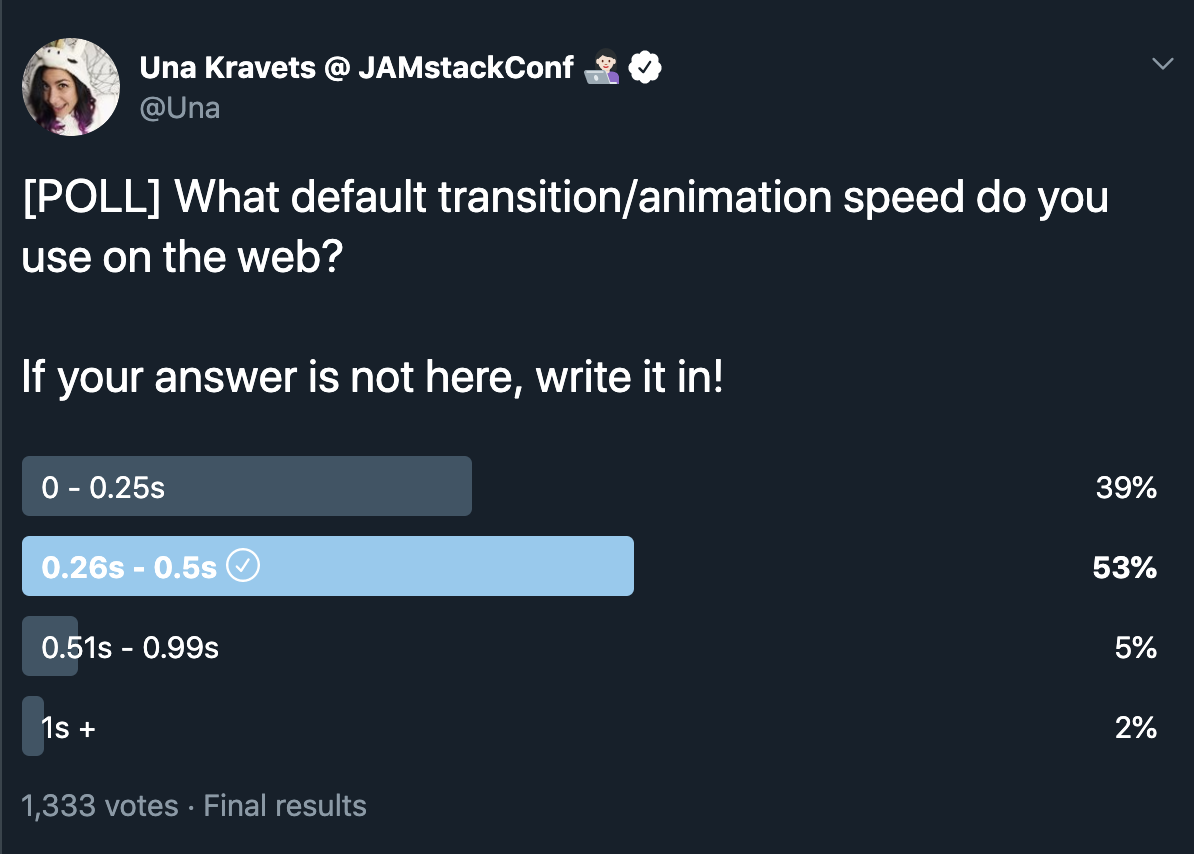 Una Kravets @ JAMstackConf 👩🏻‍💻
@Una
[POLL] What default transition/animation speed do you
use on the web?
If your answer is not here, write it in!
0 - 0.25s 39%
0.26s - 0.5s 53%
0.51s - 0.99s 5%
1s + 2%
1,333 votes · Final results